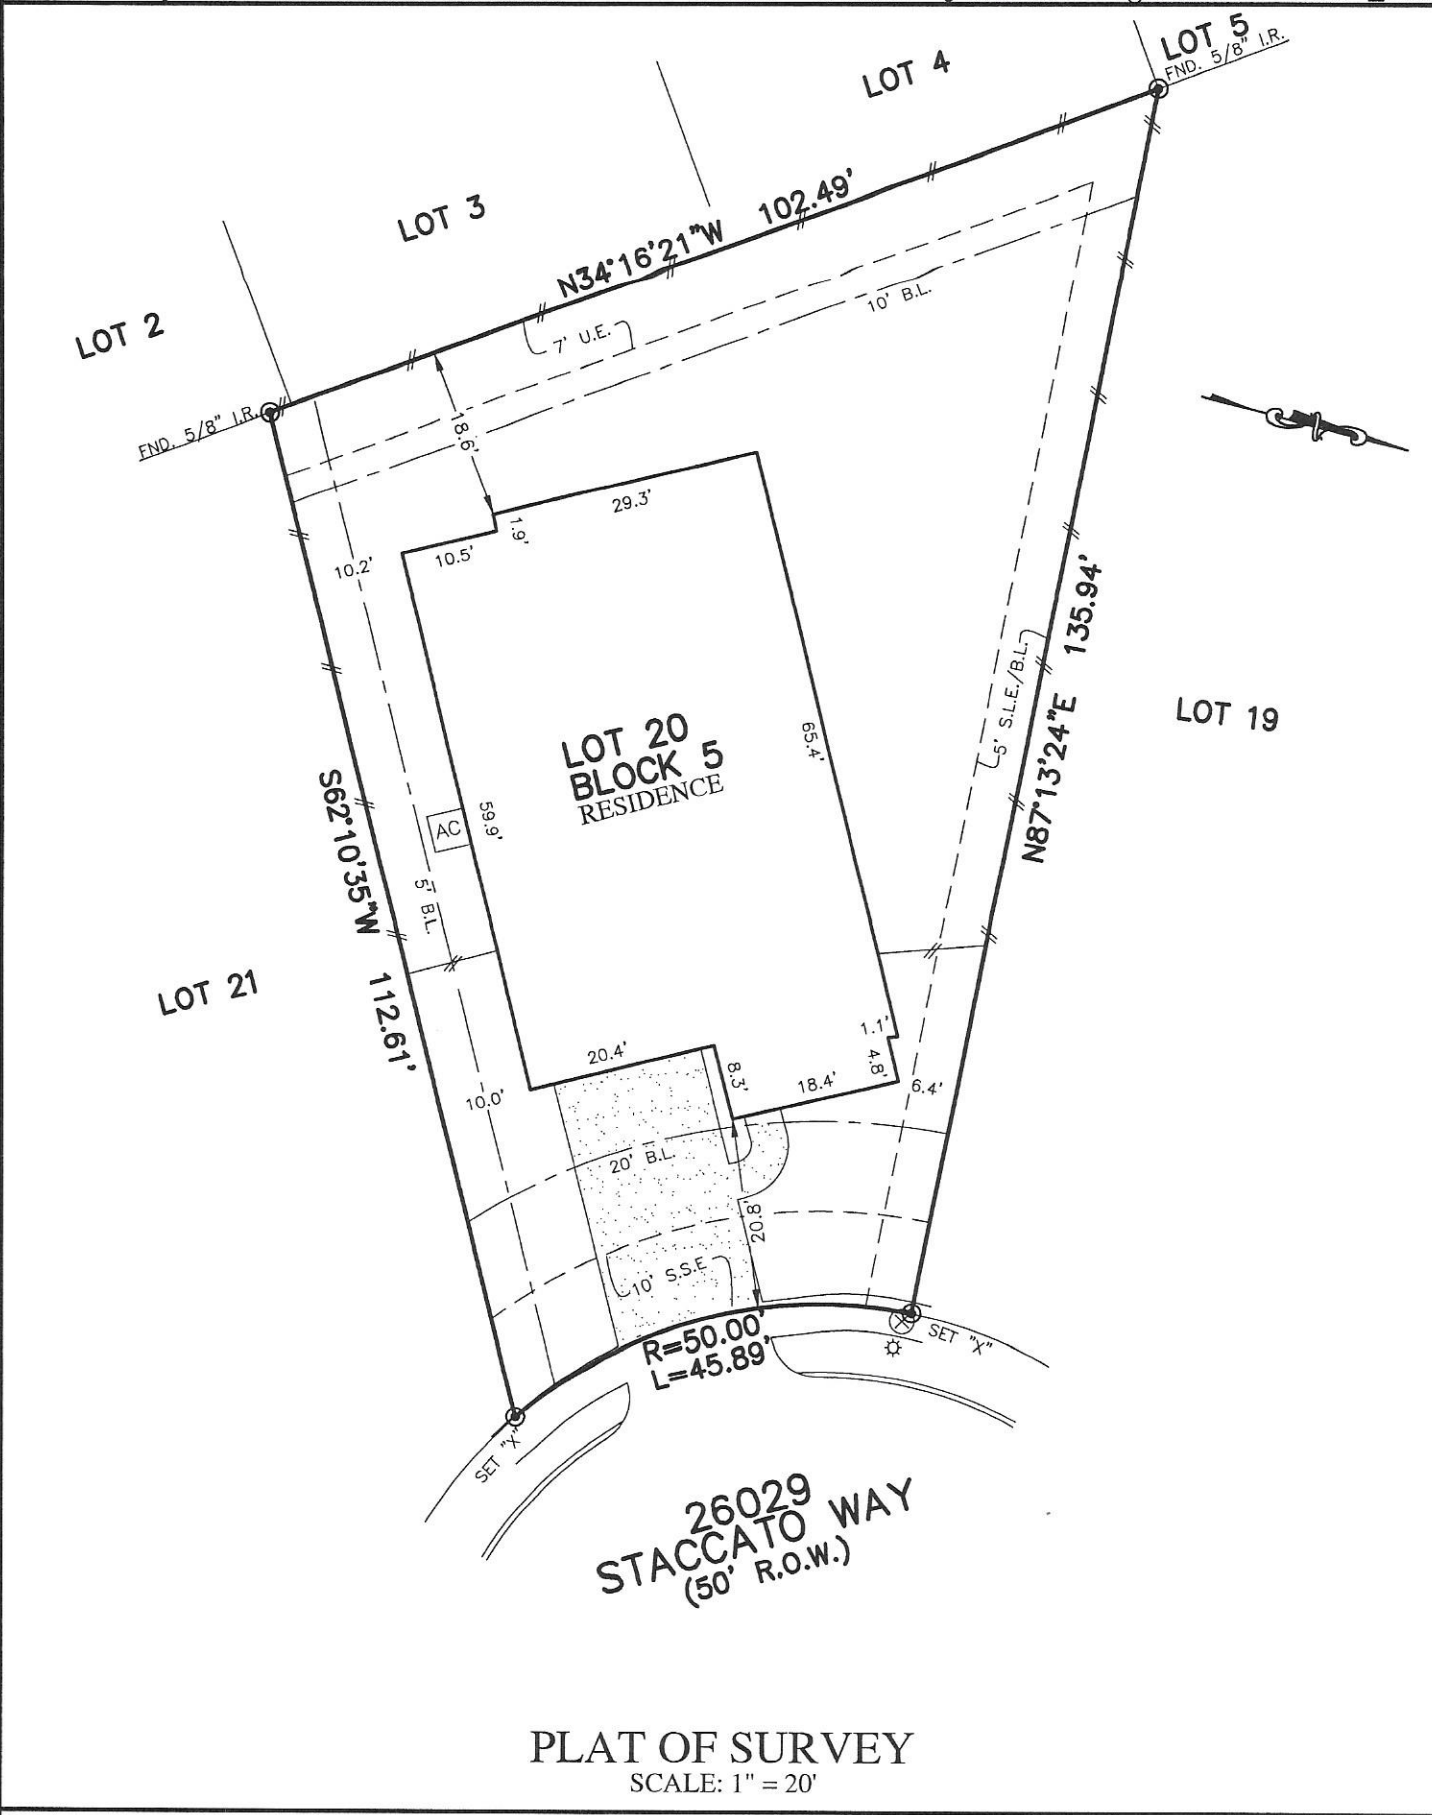 LOT 5
FND. 5/8" I.R.
LOT 4
LOT 3
N34°16'21"W 102.49'
LOT 2
FND. 5/8" I.R.
7' U.E.
10' B.L.
18.6'
29.3'
1.9'
10.5'
10.2'
135.94'
N87°13'24"E
5' S.L.E./B.L.
LOT 19
LOT 20
BLOCK 5
RESIDENCE
65.4'
59.9'
AC
S62°10'35"W 112.61'
5' B.L.
LOT 21
1.1'
4.8'
20.4'
8.3'
18.4'
6.4'
10.0'
20' B.L.
20.8'
10' S.S.E
R=50.00'
L=45.89'
SET "X"
SET "X"
26029
STACCATO WAY
(50' R.O.W.)
PLAT OF SURVEY
SCALE: 1" = 20'